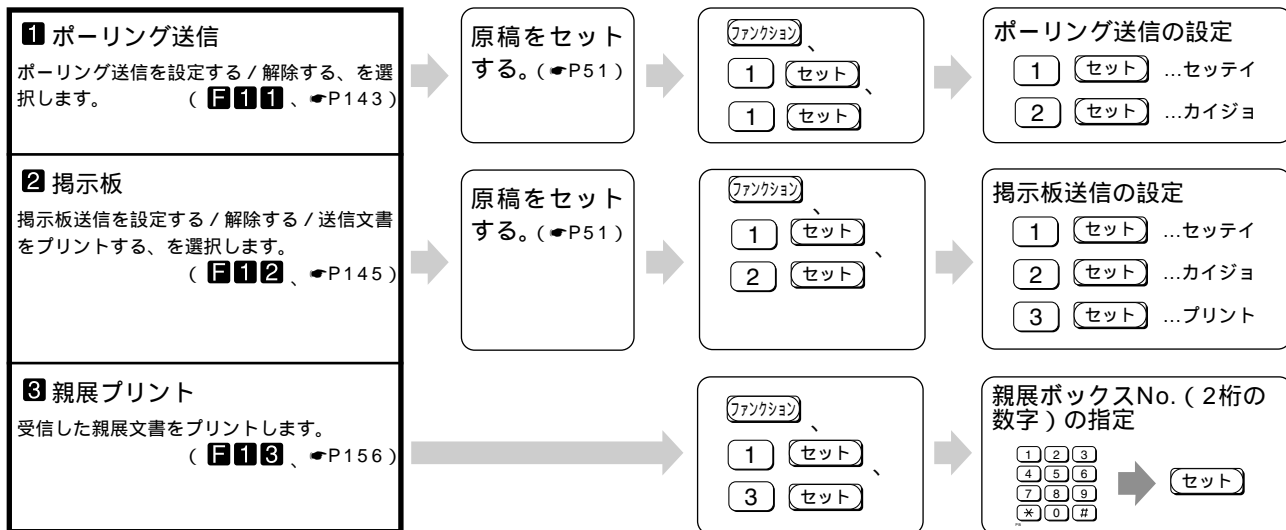 1 ポーリング送信
ポーリング送信を設定する/解除する、を選
択します。 (F11、☛P143)
原稿をセット
する。(☛P51)
ファンクション、
1 セット、
1 セット
ポーリング送信の設定
1 セット …セッテイ
2 セット …カイジョ
2 掲示板
掲示板送信を設定する/解除する/送信文書
をプリントする、を選択します。
(F12、☛P145)
原稿をセット
する。(☛P51)
ファンクション、
1 セット、
2 セット
掲示板送信の設定
1 セット …セッテイ
2 セット …カイジョ
3 セット …プリント
3 親展プリント
受信した親展文書をプリントします。
(F13、☛P156)
ファンクション、
1 セット、
3 セット
親展ボックスNo.(2桁の
数字)の指定
1 2 3
4 5 6
7 8 9
* 0 #
セット